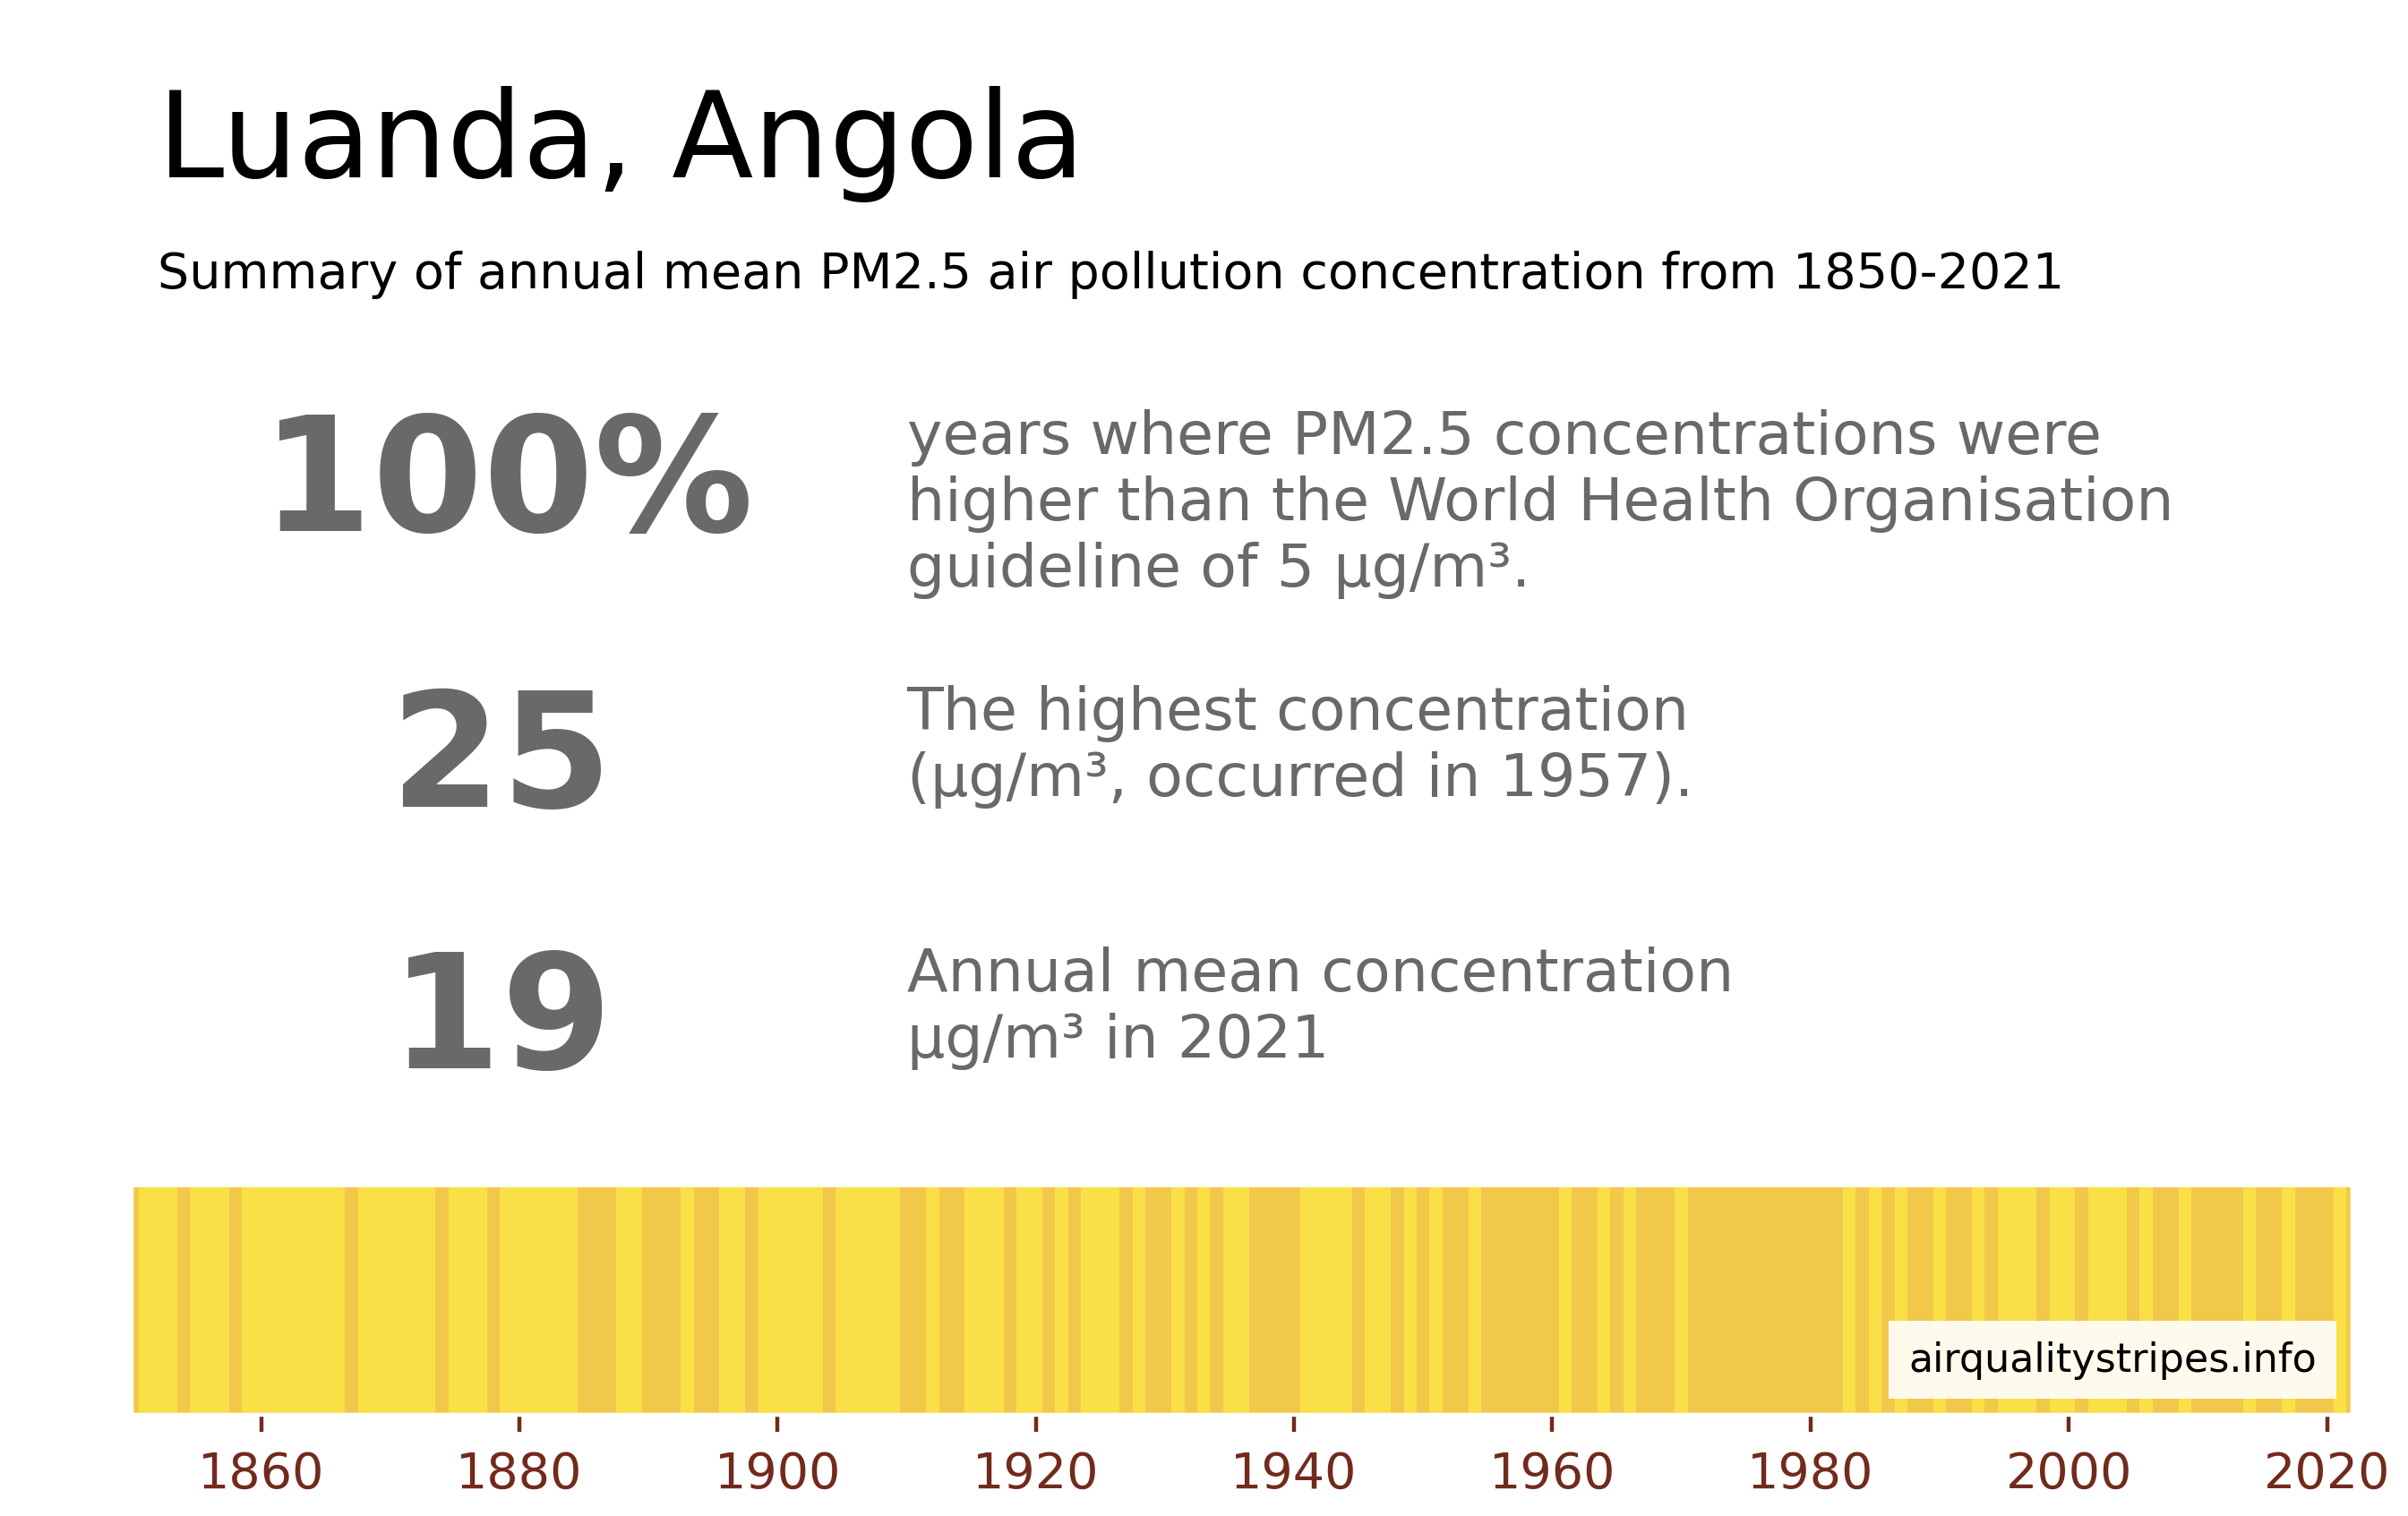 Luanda, Angola
Summary of annual mean PM2.5 air pollution concentration from 1850-2021
100%
years where PM2.5 concentrations were
higher than the World Health Organisation
guideline of 5 µg/m³.
25
The highest concentration
(µg/m³, occurred in 1957).
19
Annual mean concentration
µg/m³ in 2021
airqualitystripes.info
1860 1880 1900 1920 1940 1960 1980 2000 2020